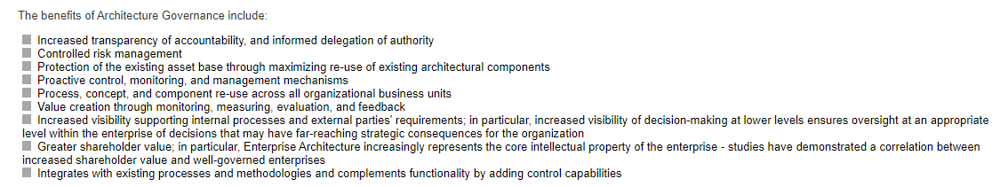 The benefits of Architecture Governance include:
Increased transparency of accountability, and informed delegation of authority
Controlled risk management
Protection of the existing asset base through maximizing re-use of existing architectural components
Proactive control, monitoring, and management mechanisms
Process, concept, and component re-use across all organizational business units
Value creation through monitoring, measuring, evaluation, and feedback
Increased visibility supporting internal processes and external parties' requirements; in particular, increased visibility of decision-making at lower levels ensures oversight at an appropriate
level within the enterprise of decisions that may have far-reaching strategic consequences for the organization
Greater shareholder value; in particular, Enterprise Architecture increasingly represents the core intellectual property of the enterprise - studies have demonstrated a correlation between
increased shareholder value and well-governed enterprises
Integrates with existing processes and methodologies and complements functionality by adding control capabilities